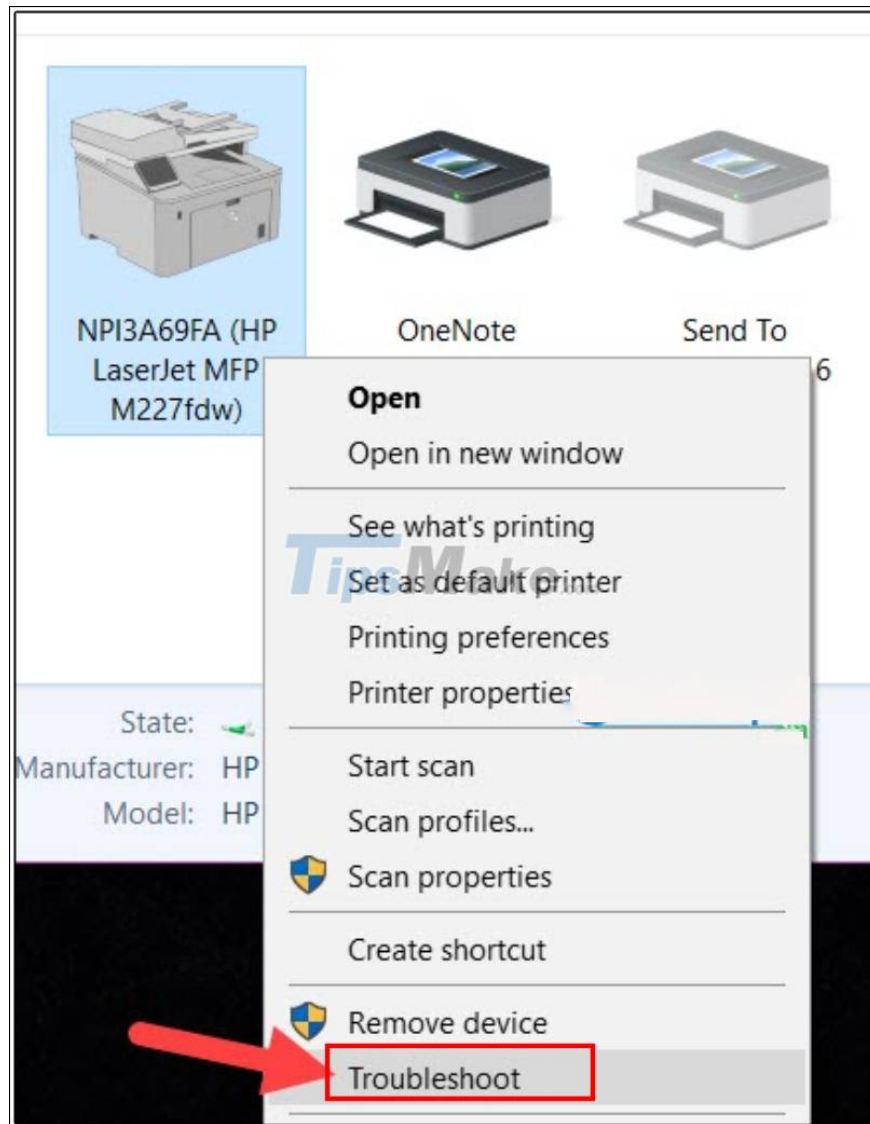 NPI3A69FA (HP
LaserJet MFP
M227fdw)
OneNote
Send To
6
Open
Open in new window
See what's printing
TipsMake.com
Set as default printer
Printing preferences
Printer properties
State:
Manufacturer: HP
Model: HP
Start scan
Scan profiles...
Scan properties
Create shortcut
Remove device
Troubleshoot